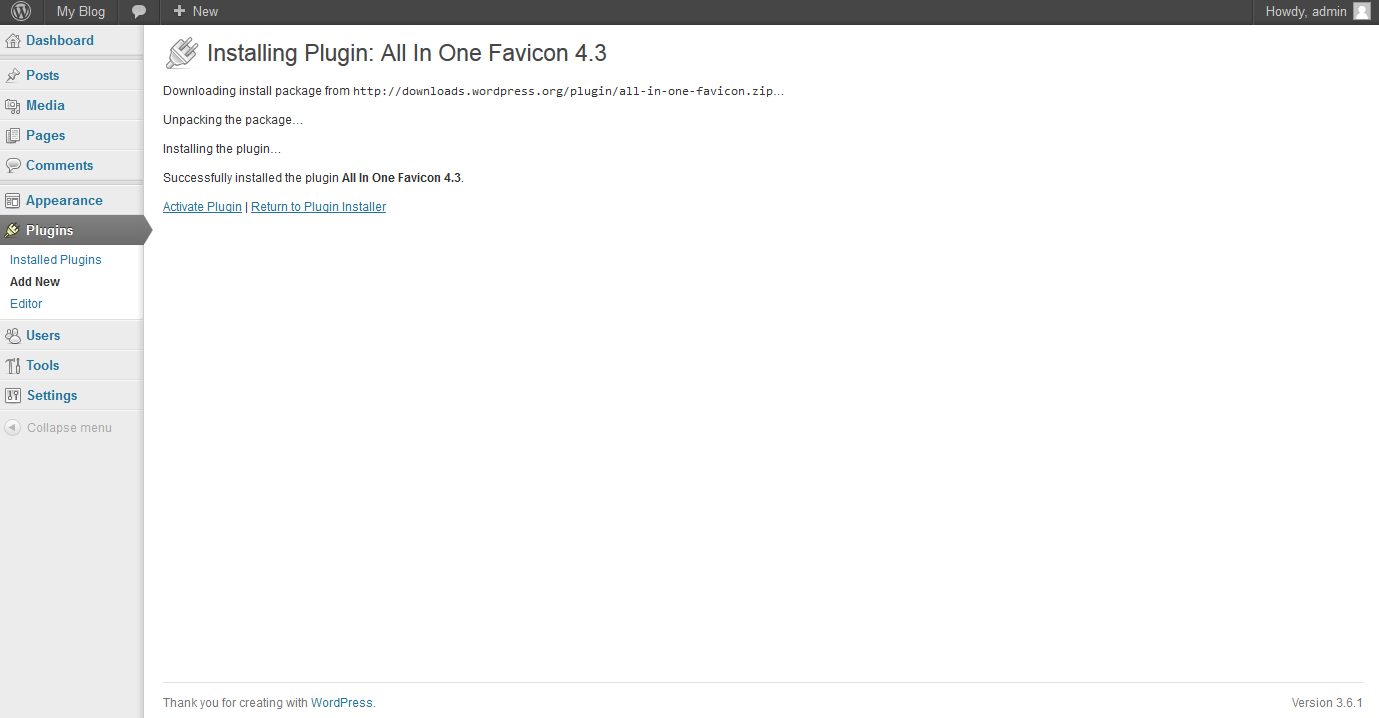 My Blog
New
Howdy, admin
Dashboard
Posts
Media
Pages
Comments
Appearance
Plugins
Installed Plugins
Add New
Editor
Users
Tools
Settings
Collapse menu
Installing Plugin: All In One Favicon 4.3
Downloading install package from http://downloads.wordpress.org/plugin/all-in-one-favicon.zip…
Unpacking the package…
Installing the plugin…
Successfully installed the plugin All In One Favicon 4.3.
Activate Plugin | Return to Plugin Installer
Thank you for creating with WordPress.
Version 3.6.1